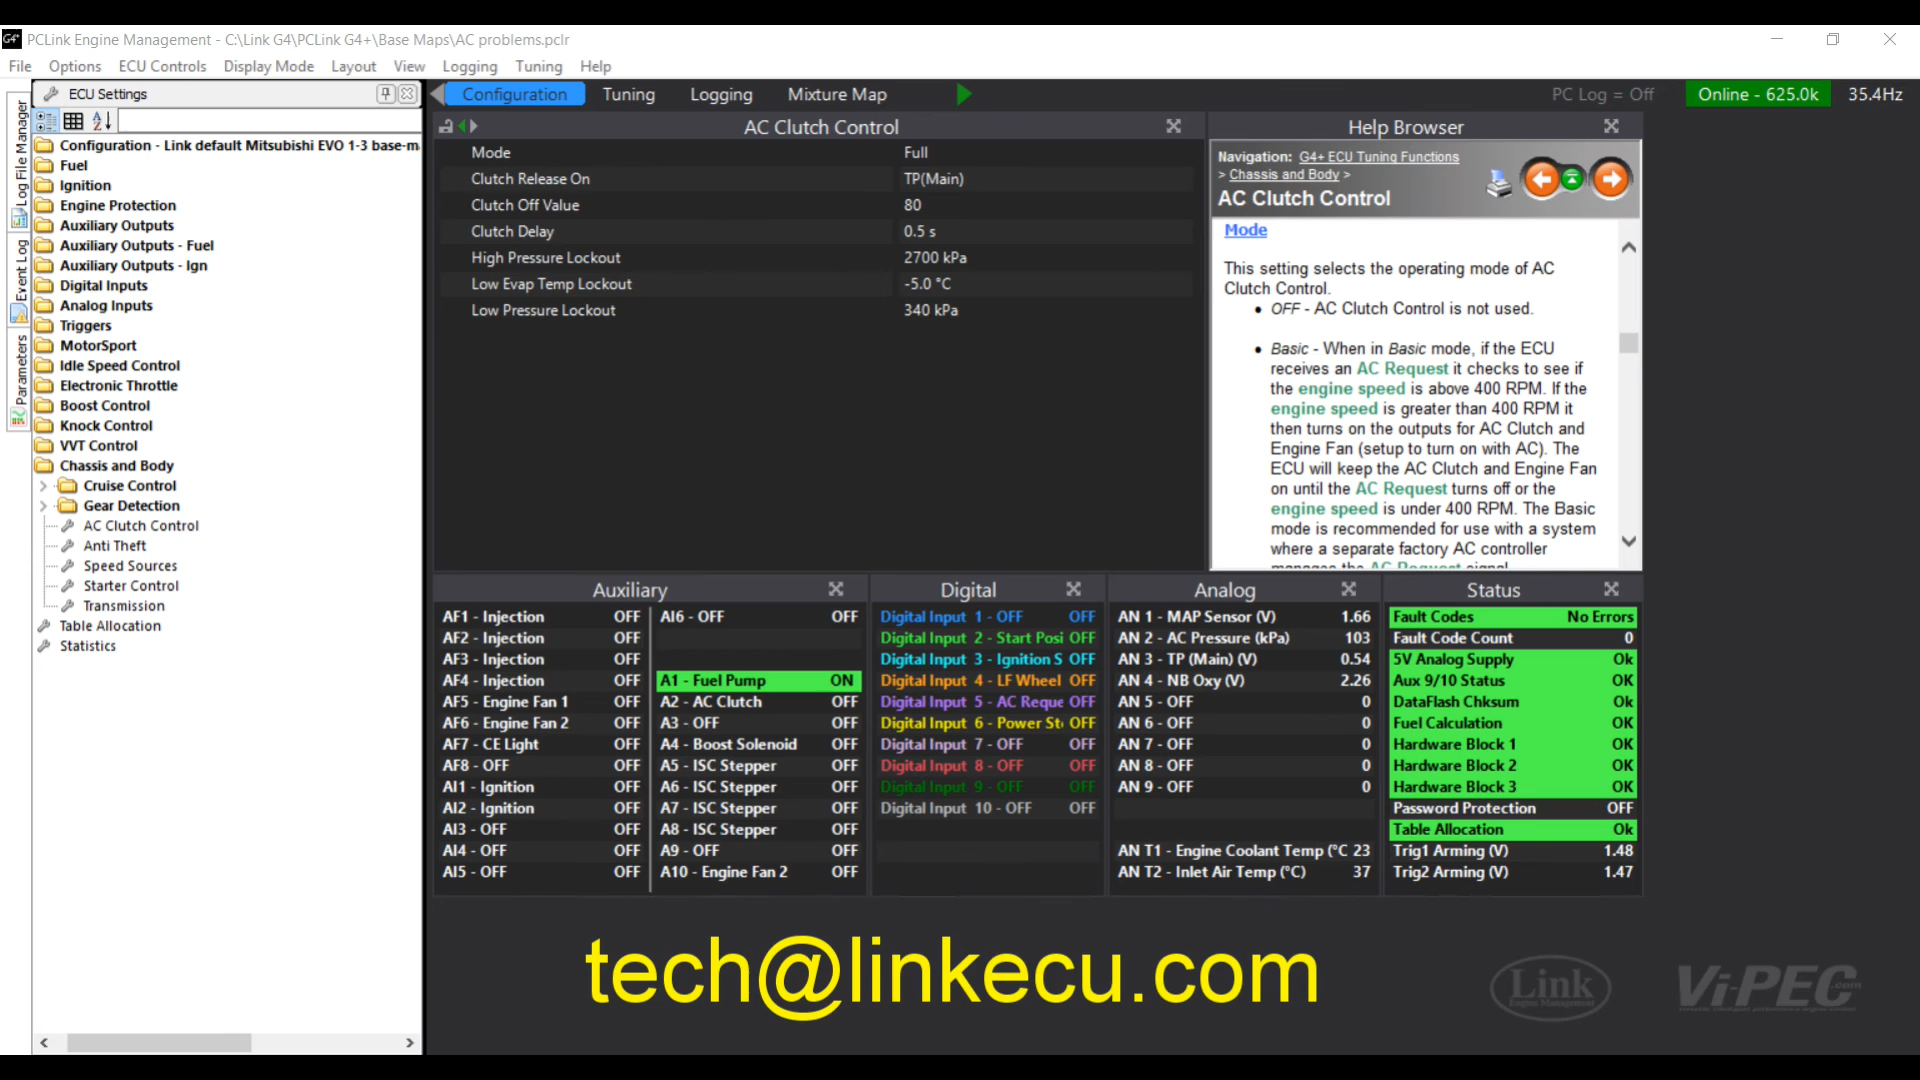 PCLink Engine Management - C:\Link G4\PCLink G4+\Base Maps\AC problems.pclr
File Options ECU Controls Display Mode Layout View Logging Tuning Help
Log File Manager
Event Log
Parameters
ECU Settings
Configuration - Link default Mitsubishi EVO 1-3 base-m
Fuel
Ignition
Engine Protection
Auxiliary Outputs
Auxiliary Outputs - Fuel
Auxiliary Outputs - Ign
Digital Inputs
Analog Inputs
Triggers
MotorSport
Idle Speed Control
Electronic Throttle
Boost Control
Knock Control
VVT Control
Chassis and Body
Cruise Control
Gear Detection
AC Clutch Control
Anti Theft
Speed Sources
Starter Control
Transmission
Table Allocation
Statistics
Configuration Tuning Logging Mixture Map PC Log = Off Online - 625.0k 35.4Hz
AC Clutch Control
Mode Full
Clutch Release On TP(Main)
Clutch Off Value 80
Clutch Delay 0.5 s
High Pressure Lockout 2700 kPa
Low Evap Temp Lockout -5.0 °C
Low Pressure Lockout 340 kPa
Help Browser
Navigation: G4+ ECU Tuning Functions
> Chassis and Body >
AC Clutch Control
Mode
This setting selects the operating mode of AC
Clutch Control.
• OFF - AC Clutch Control is not used.
• Basic - When in Basic mode, if the ECU
receives an AC Request it checks to see if
the engine speed is above 400 RPM. If the
engine speed is greater than 400 RPM it
then turns on the outputs for AC Clutch and
Engine Fan (setup to turn on with AC). The
ECU will keep the AC Clutch and Engine Fan
on until the AC Request turns off or the
engine speed is under 400 RPM. The Basic
mode is recommended for use with a system
where a separate factory AC controller
manages the AC Request signal.
Auxiliary
AF1 - Injection OFF
AF2 - Injection OFF
AF3 - Injection OFF
AF4 - Injection OFF
AF5 - Engine Fan 1 OFF
AF6 - Engine Fan 2 OFF
AF7 - CE Light OFF
AF8 - OFF OFF
AI1 - Ignition OFF
AI2 - Ignition OFF
AI3 - OFF OFF
AI4 - OFF OFF
AI5 - OFF OFF
AI6 - OFF OFF
A1 - Fuel Pump ON
A2 - AC Clutch OFF
A3 - OFF OFF
A4 - Boost Solenoid OFF
A5 - ISC Stepper OFF
A6 - ISC Stepper OFF
A7 - ISC Stepper OFF
A8 - ISC Stepper OFF
A9 - OFF OFF
A10 - Engine Fan 2 OFF
Digital
Digital Input 1 - OFF OFF
Digital Input 2 - Start Posi OFF
Digital Input 3 - Ignition S OFF
Digital Input 4 - LF Wheel OFF
Digital Input 5 - AC Reque OFF
Digital Input 6 - Power St OFF
Digital Input 7 - OFF OFF
Digital Input 8 - OFF OFF
Digital Input 9 - OFF OFF
Digital Input 10 - OFF OFF
Analog
AN 1 - MAP Sensor (V) 1.66
AN 2 - AC Pressure (kPa) 103
AN 3 - TP (Main) (V) 0.54
AN 4 - NB Oxy (V) 2.26
AN 5 - OFF 0
AN 6 - OFF 0
AN 7 - OFF 0
AN 8 - OFF 0
AN 9 - OFF 0
AN T1 - Engine Coolant Temp (°C 23
AN T2 - Inlet Air Temp (°C) 37
Status
Fault Codes No Errors
Fault Code Count 0
5V Analog Supply Ok
Aux 9/10 Status OK
DataFlash Chksum Ok
Fuel Calculation OK
Hardware Block 1 OK
Hardware Block 2 OK
Hardware Block 3 OK
Password Protection OFF
Table Allocation Ok
Trig1 Arming (V) 1.48
Trig2 Arming (V) 1.47
tech@linkecu.com
Link
Engine Management
Vi-PEC.com